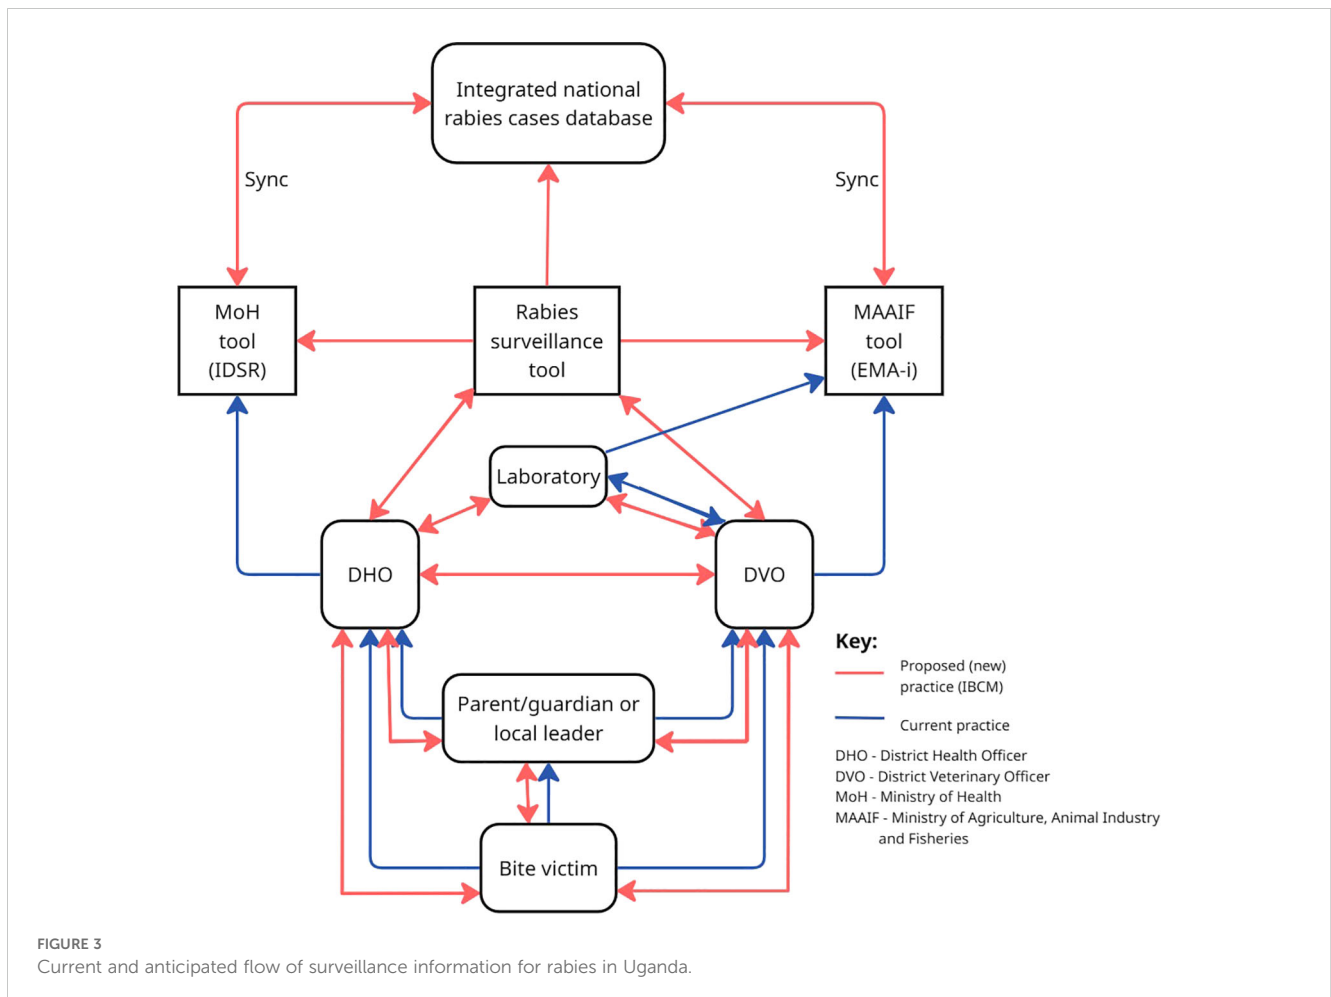 Integrated national
rabies cases database
Sync
Sync
MoH
tool
(IDSR)
Rabies
surveillance
tool
MAAIF
tool
(EMA-i)
Laboratory
DHO
DVO
Parent/guardian or
local leader
Bite victim
Key:
Proposed (new)
practice (IBCM)
Current practice
DHO - District Health Officer
DVO - District Veterinary Officer
MoH - Ministry of Health
MAAIF - Ministry of Agriculture, Animal Industry
and Fisheries
FIGURE 3
Current and anticipated flow of surveillance information for rabies in Uganda.